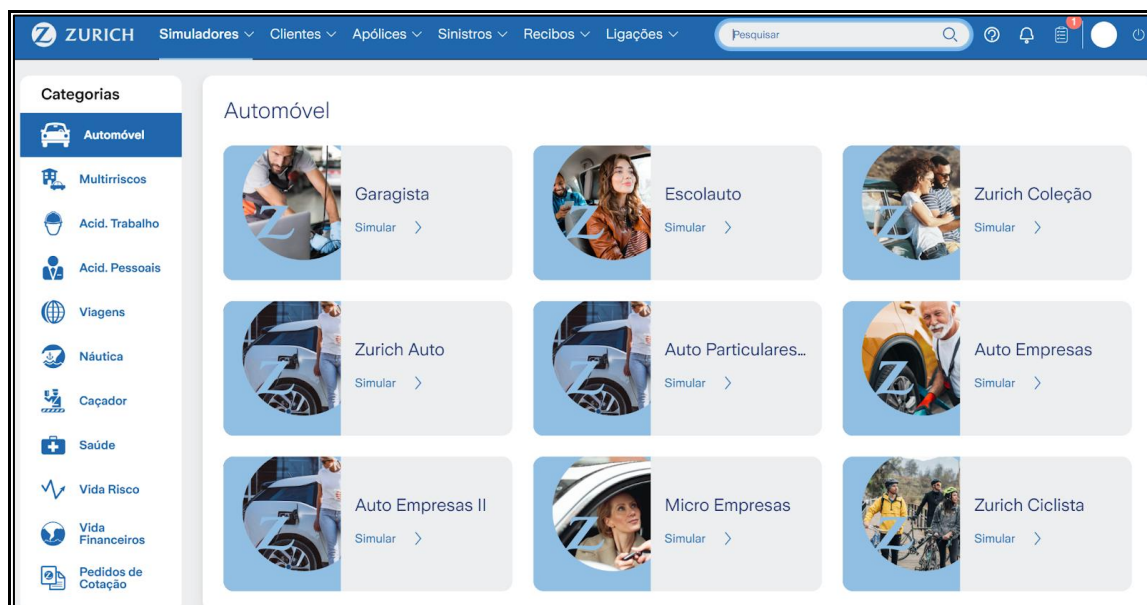 ZURICH Simuladores Clientes Apólices Sinistros Recibos Ligações Pesquisar 1
Categorias
Automóvel
Multirriscos
Acid. Trabalho
Acid. Pessoais
Viagens
Náutica
Caçador
Saúde
Vida Risco
Vida
Financeiros
Pedidos de
Cotação
Automóvel
Garagista
Simular
Escolauto
Simular
Zurich Coleção
Simular
Zurich Auto
Simular
Auto Particulares...
Simular
Auto Empresas
Simular
Auto Empresas II
Simular
Micro Empresas
Simular
Zurich Ciclista
Simular